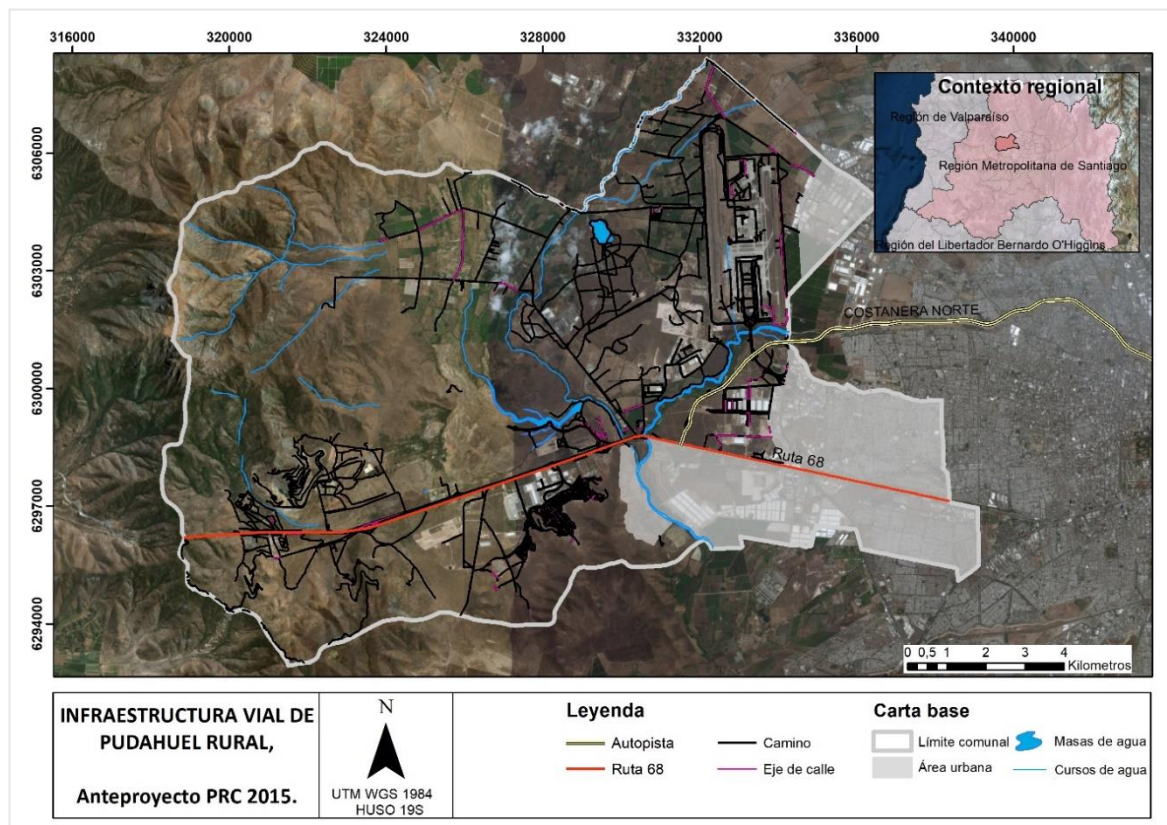 316000
320000
324000
328000
332000
336000
340000
6306000
6303000
6300000
6297000
6294000
Contexto regional
Región de Valparaíso
Región Metropolitana de Santiago
Región del Libertador Bernardo O'Higgins
COSTANERA NORTE
Ruta 68
0 0,5 1 2 3 4
Kilometros
INFRAESTRUCTURA VIAL DE
PUDAHUEL RURAL,
Anteproyecto PRC 2015.
N
UTM WGS 1984
HUSO 19S
Leyenda
Autopista
Ruta 68
Camino
Eje de calle
Carta base
Límite comunal
Área urbana
Masas de agua
Cursos de agua